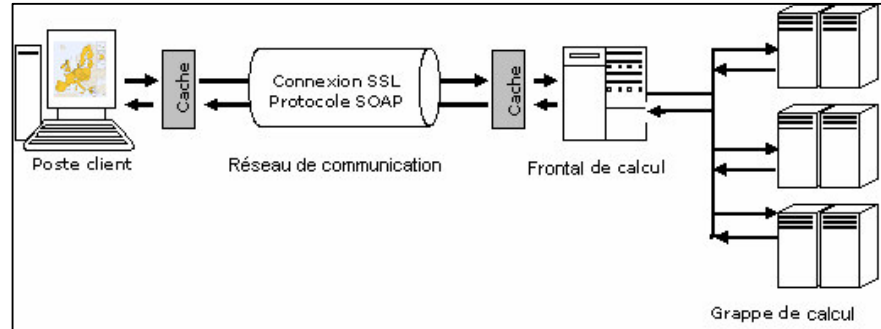 Poste client
Cache
Connexion SSL
Protocole SOAP
Réseau de communication
Cache
Frontal de calcul
Grappe de calcul